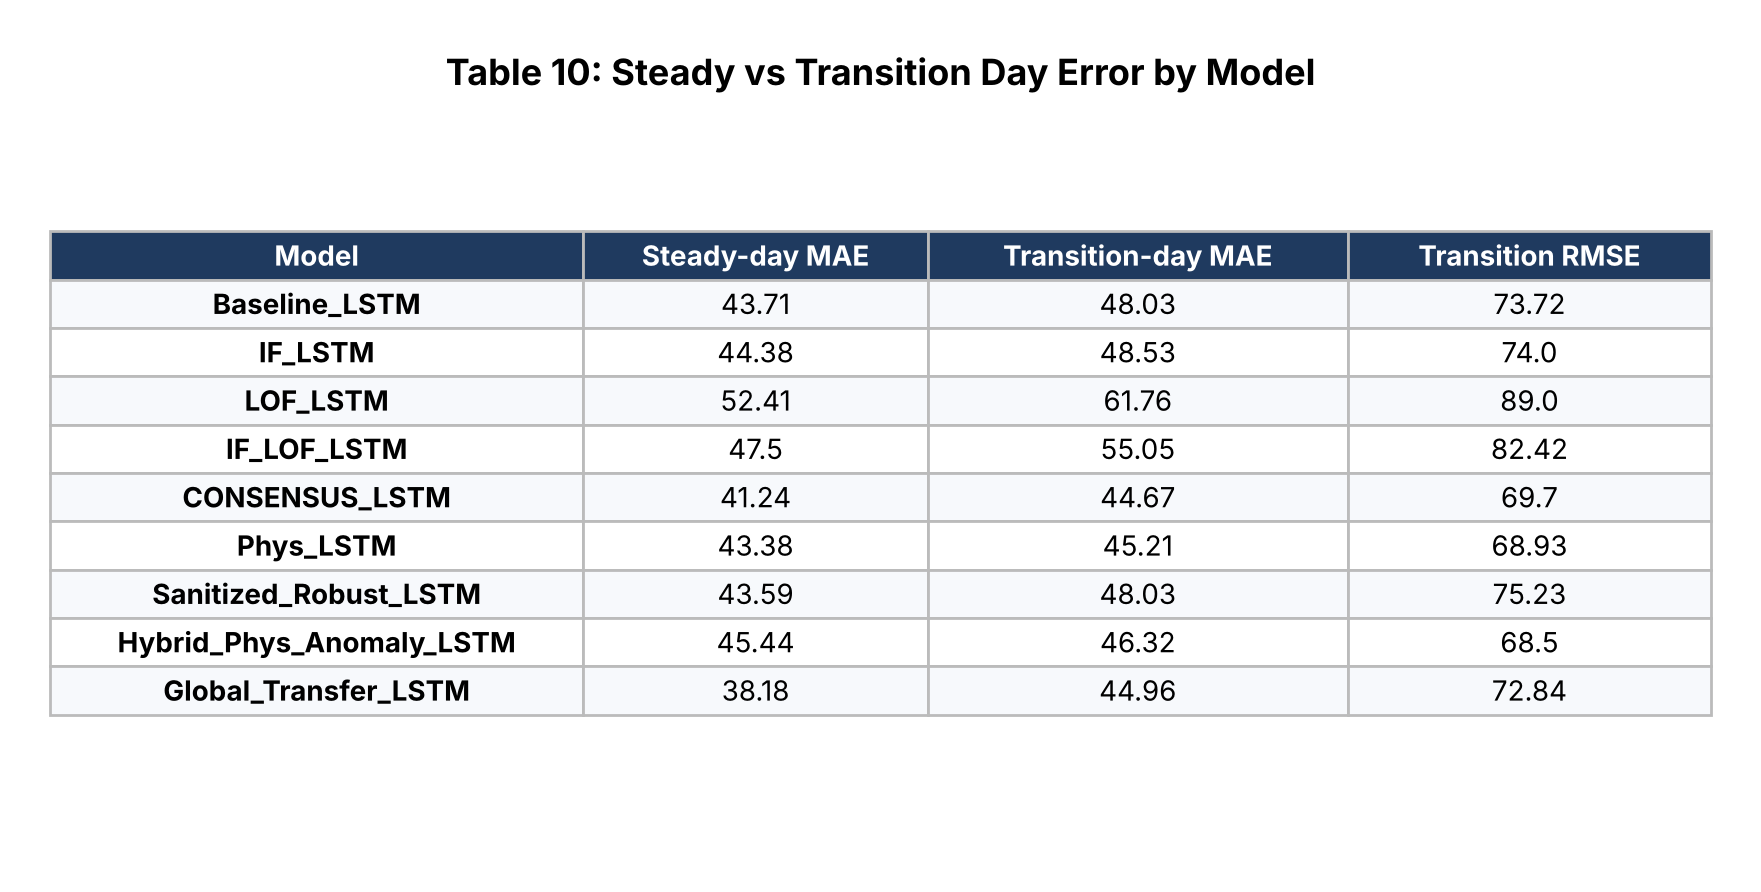 Table 10: Steady vs Transition Day Error by Model
Model Steady-day MAE Transition-day MAE Transition RMSE
Baseline_LSTM 43.71 48.03 73.72
IF_LSTM 44.38 48.53 74.0
LOF_LSTM 52.41 61.76 89.0
IF_LOF_LSTM 47.5 55.05 82.42
CONSENSUS_LSTM 41.24 44.67 69.7
Phys_LSTM 43.38 45.21 68.93
Sanitized_Robust_LSTM 43.59 48.03 75.23
Hybrid_Phys_Anomaly_LSTM 45.44 46.32 68.5
Global_Transfer_LSTM 38.18 44.96 72.84